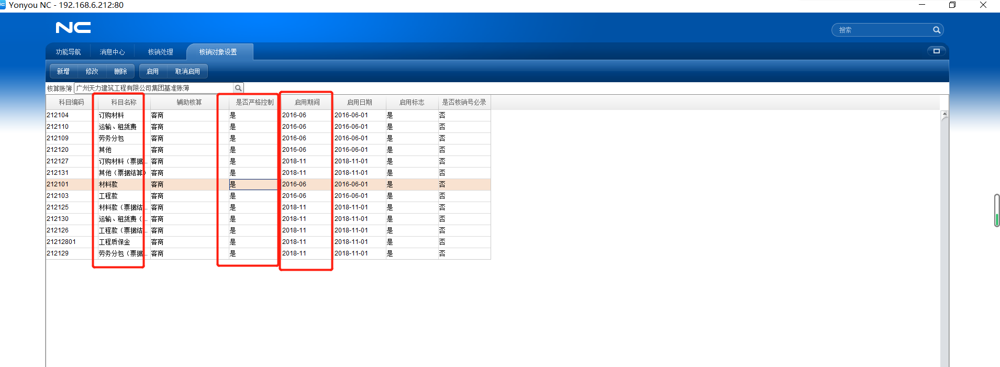 Yonyou NC - 192.168.6.212:80
NC
搜索
功能导航 消息中心 核销处理 核销对象设置
新增 修改 删除 启用 取消启用
核算账簿 广州天力建筑工程有限公司集团基准账薄
科目编码 科目名称 辅助核算 是否严格控制 启用期间 启用日期 启用标志 是否核销号必录
212104 订购材料 客商 是 2016-06 2016-06-01 是 否
212110 运输、租赁费 客商 是 2016-06 2016-06-01 是 否
212109 劳务分包 客商 是 2016-06 2016-06-01 是 否
212120 其他 客商 是 2016-06 2016-06-01 是 否
212127 订购材料（票据... 客商 是 2018-11 2018-11-01 是 否
212131 其他（票据结算） 客商 是 2018-11 2018-11-01 是 否
212101 材料款 客商 是 2016-06 2016-06-01 是 否
212103 工程款 客商 是 2016-06 2016-06-01 是 否
212125 材料款（票据结... 客商 是 2018-11 2018-11-01 是 否
212130 运输、租赁费（... 客商 是 2018-11 2018-11-01 是 否
212126 工程款（票据结... 客商 是 2018-11 2018-11-01 是 否
21212801 工程质保金 客商 是 2018-11 2018-11-01 是 否
212129 劳务分包（票据... 客商 是 2018-11 2018-11-01 是 否